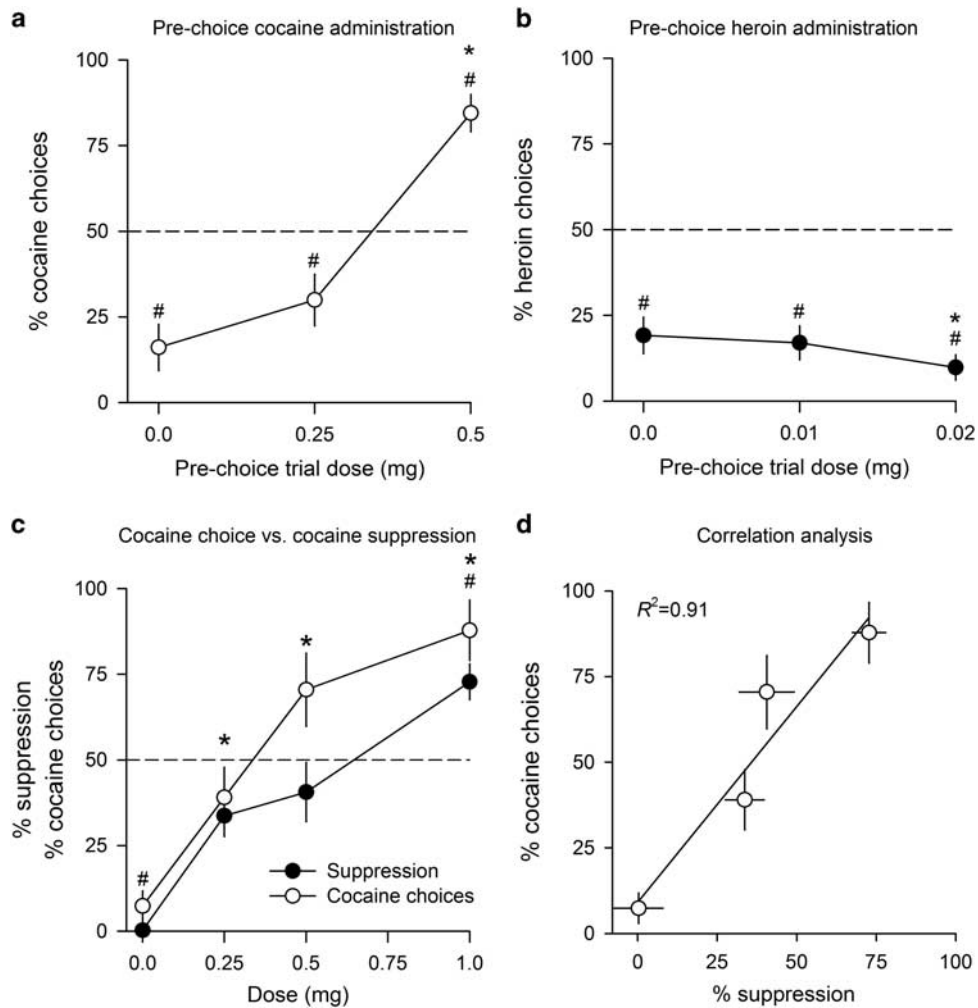 a
Pre-choice cocaine administration
100
75
50
25
0
% cocaine choices
*
#
#
#
0.0
0.25
0.5
Pre-choice trial dose (mg)
b
Pre-choice heroin administration
100
75
50
25
0
% heroin choices
#
#
*
#
0.0
0.01
0.02
Pre-choice trial dose (mg)
c
Cocaine choice vs. cocaine suppression
100
75
50
25
0
% suppression
% cocaine choices
#
*
*
*
#
Suppression
Cocaine choices
0.0
0.25
0.5
0.75
1.0
Dose (mg)
d
Correlation analysis
100
75
50
25
0
% cocaine choices
R²=0.91
0
25
50
75
100
% suppression